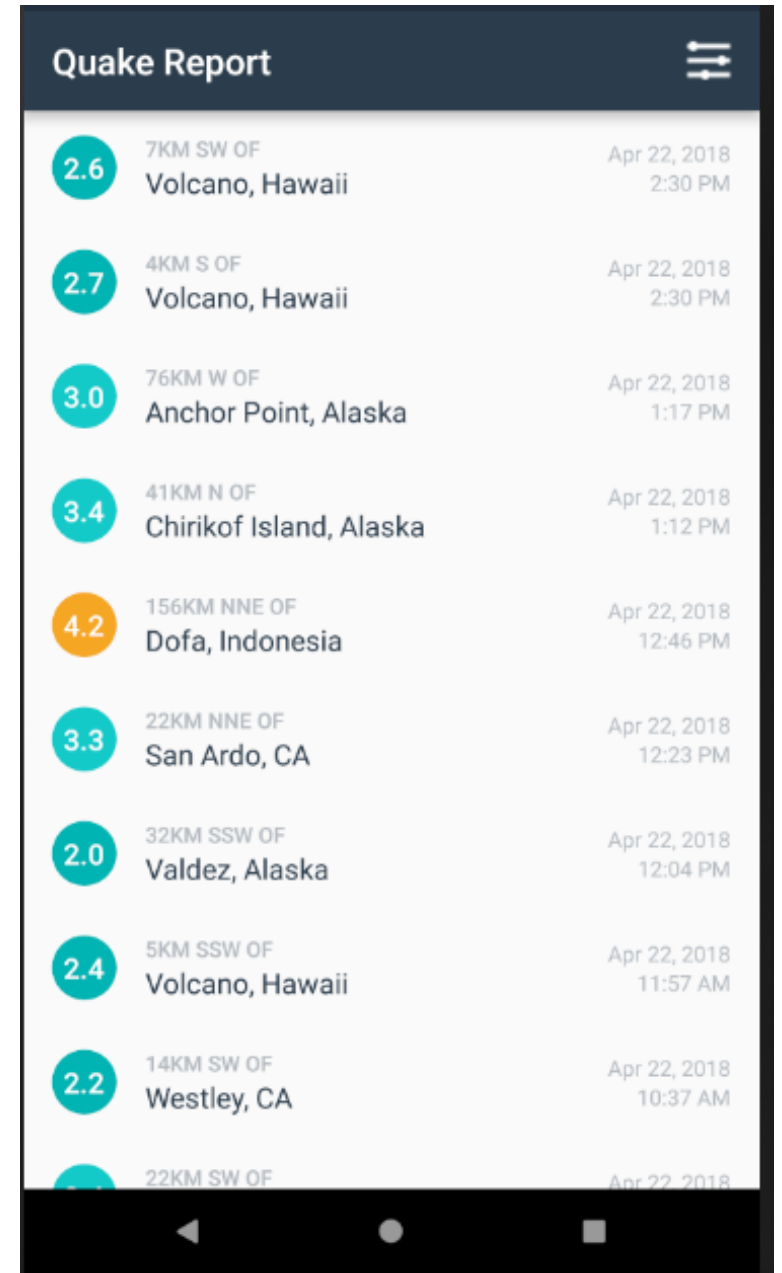 Quake Report
2.6
7KM SW OF
Volcano, Hawaii
Apr 22, 2018
2:30 PM
2.7
4KM S OF
Volcano, Hawaii
Apr 22, 2018
2:30 PM
3.0
76KM W OF
Anchor Point, Alaska
Apr 22, 2018
1:17 PM
3.4
41KM N OF
Chirikof Island, Alaska
Apr 22, 2018
1:12 PM
4.2
156KM NNE OF
Dofa, Indonesia
Apr 22, 2018
12:46 PM
3.3
22KM NNE OF
San Ardo, CA
Apr 22, 2018
12:23 PM
2.0
32KM SSW OF
Valdez, Alaska
Apr 22, 2018
12:04 PM
2.4
5KM SSW OF
Volcano, Hawaii
Apr 22, 2018
11:57 AM
2.2
14KM SW OF
Westley, CA
Apr 22, 2018
10:37 AM
22KM SW OF
Apr 22, 2018